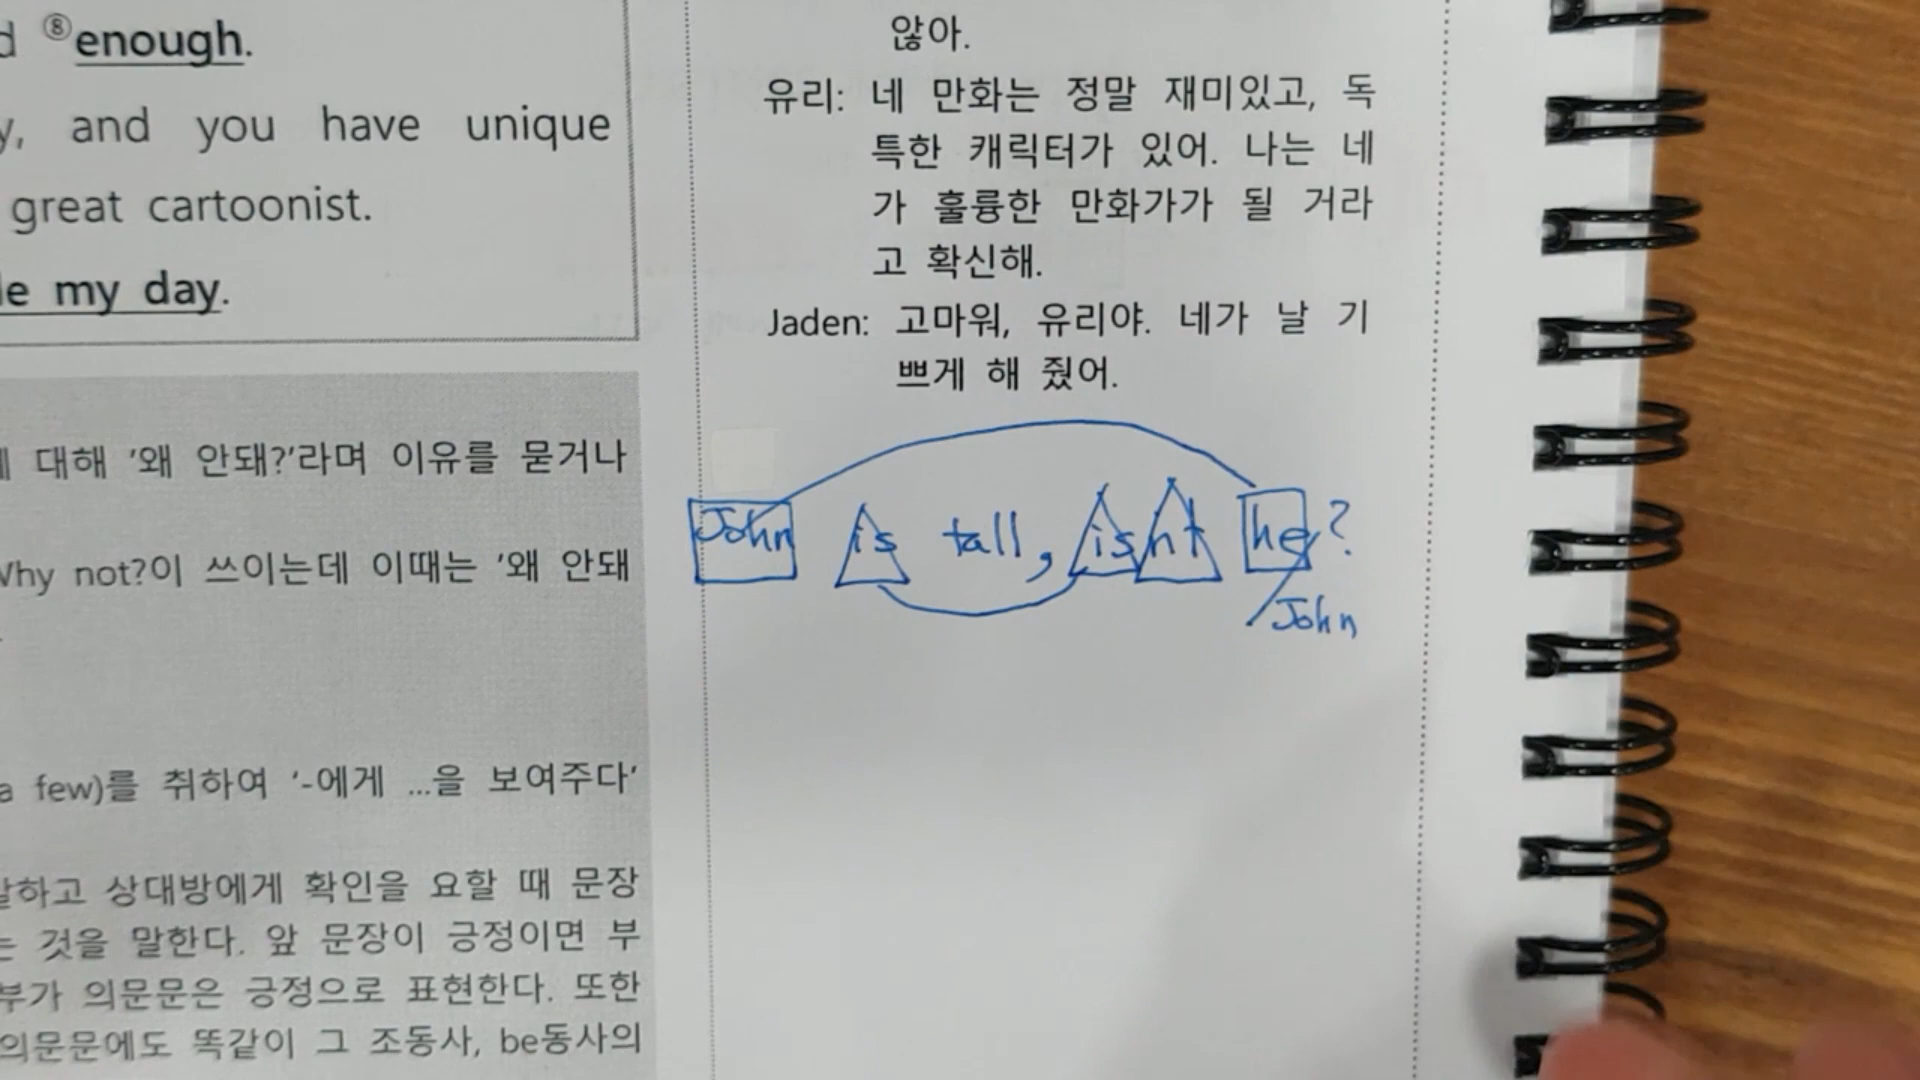 ⑧enough.
and you have unique
great cartoonist.
my day.
대해 '왜 안돼?'라며 이유를 묻거나
Why not?이 쓰이는데 이때는 '왜 안돼
a few)를 취하여 '-에게 ...을 보여주다'
말하고 상대방에게 확인을 요할 때 문장
것을 말한다. 앞 문장이 긍정이면 부
부가 의문문은 긍정으로 표현한다. 또한
의문문에도 똑같이 그 조동사, be동사의
않아.
유리: 네 만화는 정말 재미있고, 독
특한 캐릭터가 있어. 나는 네
가 훌륭한 만화가가 될 거라
고 확신해.
Jaden: 고마워, 유리야. 네가 날 기
쁘게 해 줬어.
John is tall, isnt he?
John